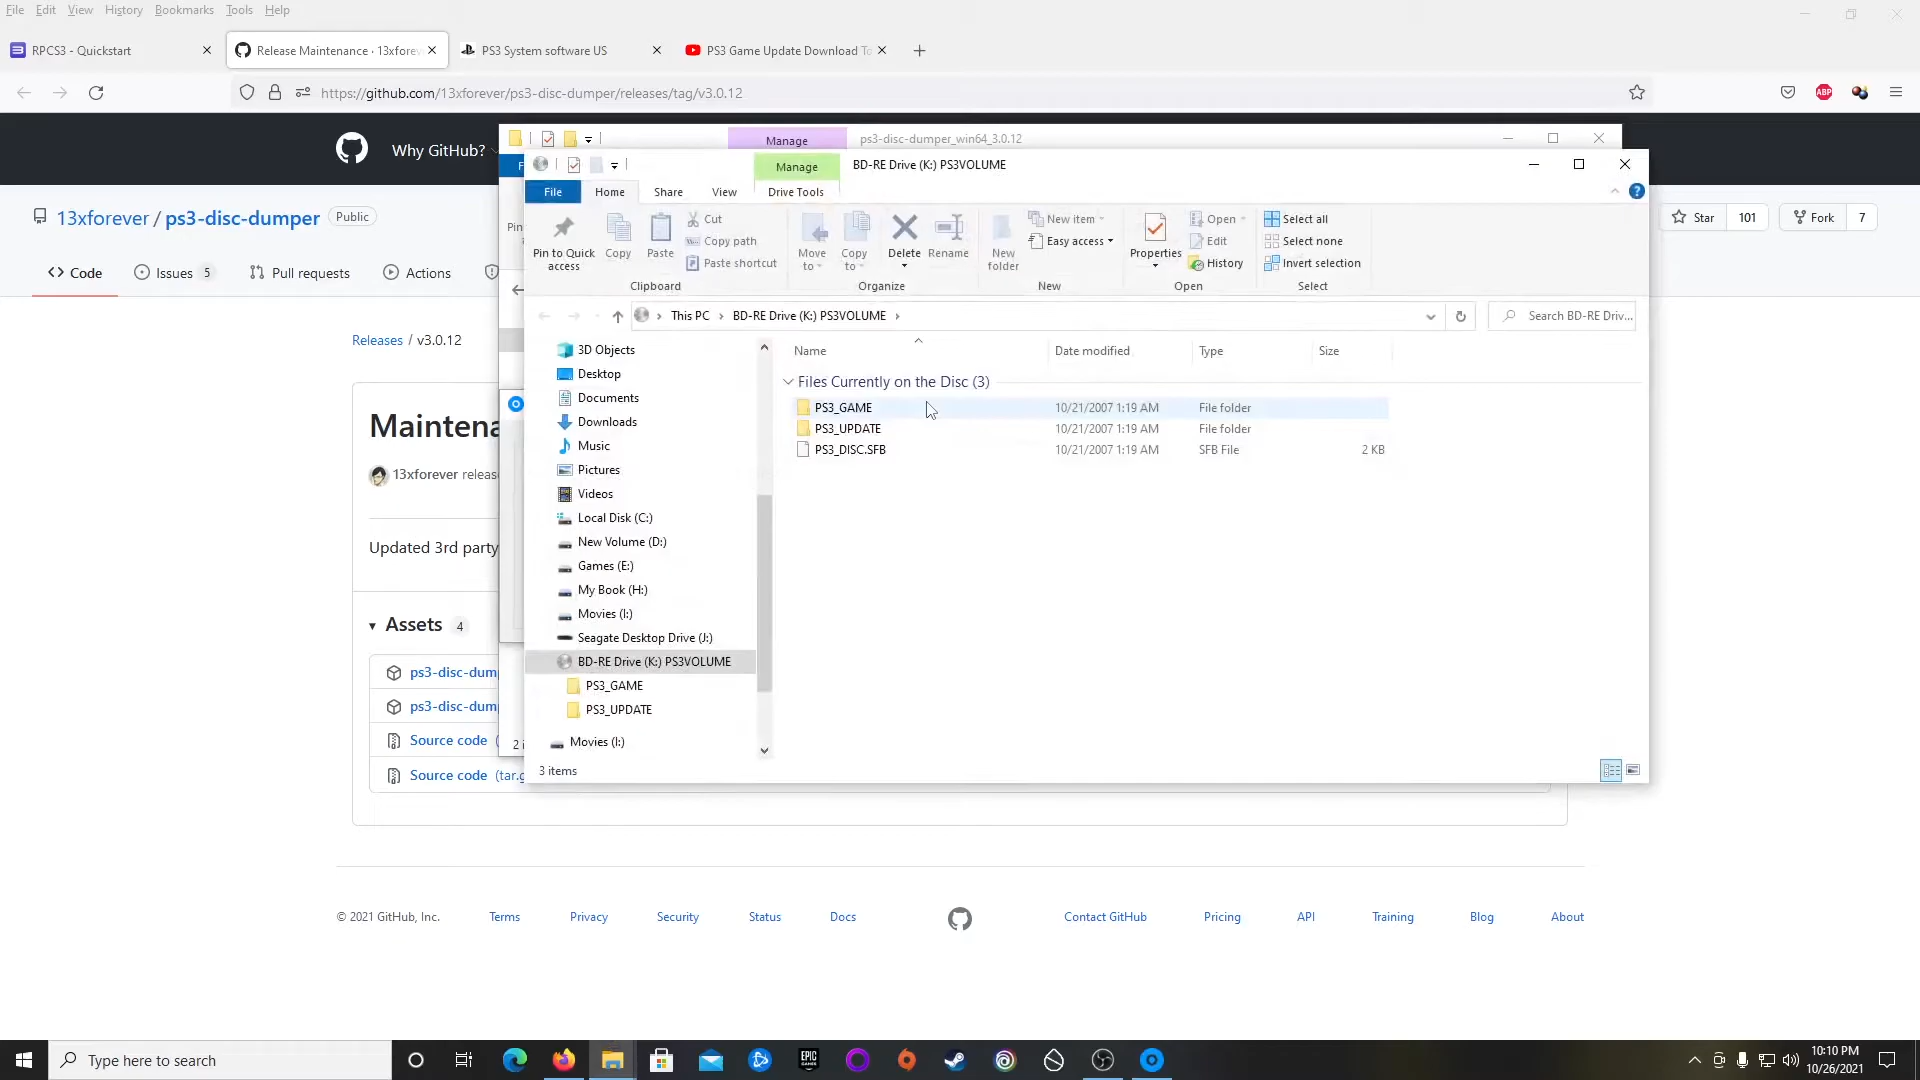 File Edit View History Bookmarks Tools Help
RPCS3 - Quickstart
Release Maintenance · 13xforev
PS3 System software US
PS3 Game Update Download To
https://github.com/13xforever/ps3-disc-dumper/releases/tag/v3.0.12
ABP
Why GitHub?
Manage
ps3-disc-dumper_win64_3.0.12
Manage
BD-RE Drive (K:) PS3VOLUME
F
File Home Share View Drive Tools
13xforever / ps3-disc-dumper Public
Star 101
Fork 7
Pin
Pin to Quick access
Copy
Paste
Cut
Copy path
Paste shortcut
Clipboard
Move to
Copy to
Delete
Rename
Organize
New folder
New item
Easy access
New
Properties
Open
Edit
History
Open
Select all
Select none
Invert selection
Select
Code
Issues 5
Pull requests
Actions
This PC
BD-RE Drive (K:) PS3VOLUME
Search BD-RE Driv...
Releases / v3.0.12
Name Date modified Type Size
Files Currently on the Disc (3)
PS3_GAME 10/21/2007 1:19 AM File folder
PS3_UPDATE 10/21/2007 1:19 AM File folder
PS3_DISC.SFB 10/21/2007 1:19 AM SFB File 2 KB
3D Objects
Desktop
Documents
Downloads
Music
Pictures
Videos
Local Disk (C:)
New Volume (D:)
Games (E:)
My Book (H:)
Movies (I:)
Seagate Desktop Drive (J:)
BD-RE Drive (K:) PS3VOLUME
PS3_GAME
PS3_UPDATE
Movies (I:)
3 items
2 i
Maintena
13xforever releas
Updated 3rd party
Assets 4
ps3-disc-dump
ps3-disc-dump
Source code (
Source code (tar.g
© 2021 GitHub, Inc.
Terms
Privacy
Security
Status
Docs
Contact GitHub
Pricing
API
Training
Blog
About
Type here to search
EPIC GAMES
10:10 PM
10/26/2021